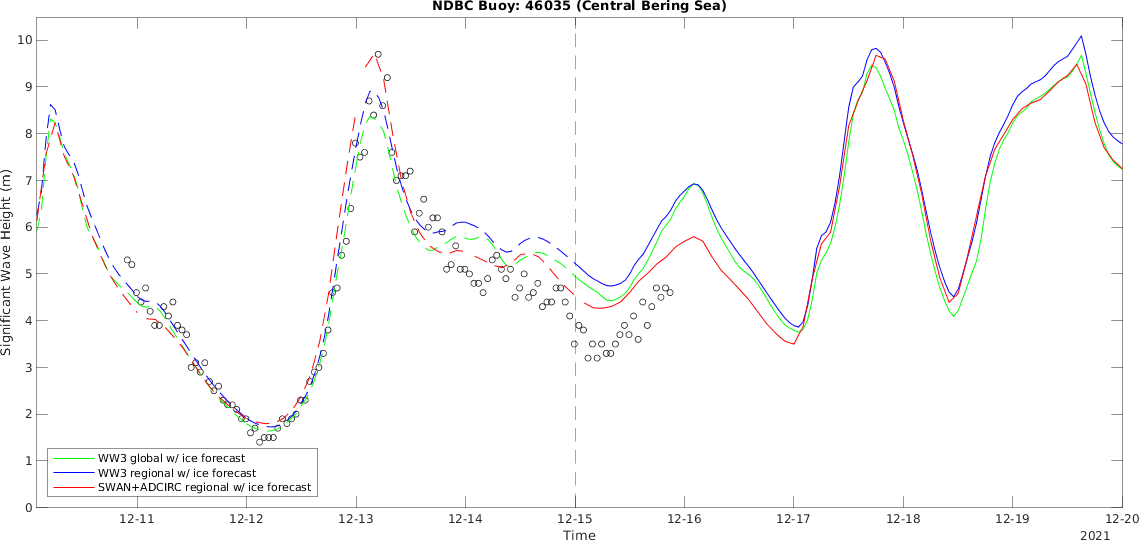 NDBC Buoy: 46035 (Central Bering Sea)
Significant Wave Height (m)
10
9
8
7
6
5
4
3
2
1
0
WW3 global w/ ice forecast
WW3 regional w/ ice forecast
SWAN+ADCIRC regional w/ ice forecast
12-11 12-12 12-13 12-14 12-15 12-16 12-17 12-18 12-19 12-20
Time
2021